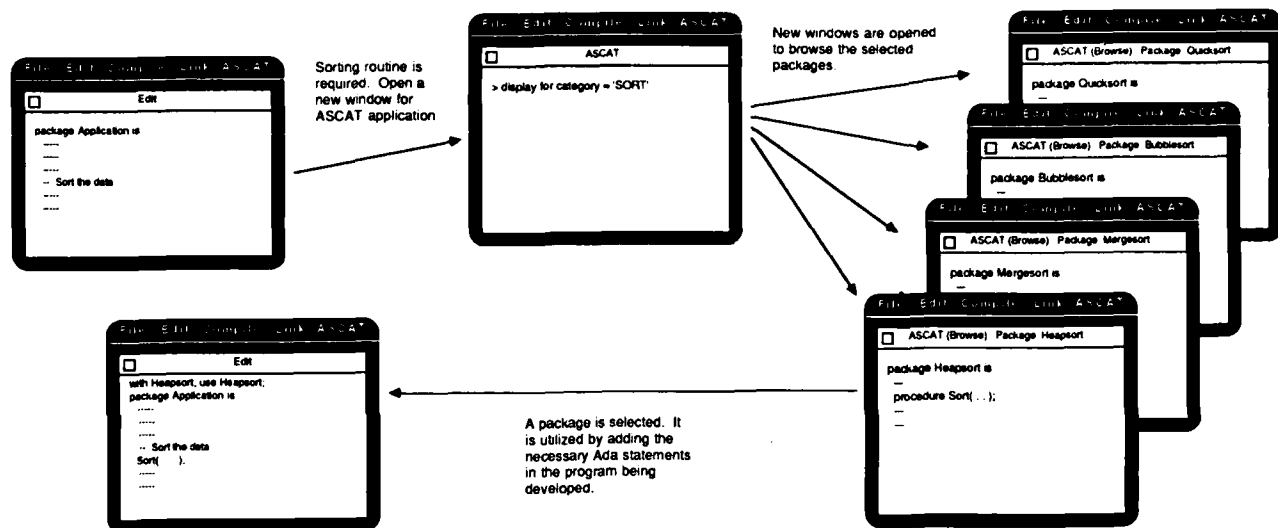 File Edit Compile Link ASCAT
Edit
package Application is
-----
-----
-- Sort the data
-----
-----
Sorting routine is
required. Open a
new window for
ASCAT application
File Edit Compile Link ASCAT
ASCAT
> display for category = 'SORT'
New windows are opened
to browse the selected
packages.
File Edit Compile Link ASCAT
ASCAT (Browse) Package Quicksort
package Quicksort is
—
File Edit Compile Link ASCAT
ASCAT (Browse) Package Bubblesort
package Bubblesort is
—
File Edit Compile Link ASCAT
ASCAT (Browse) Package Mergesort
package Mergesort is
—
File Edit Compile Link ASCAT
ASCAT (Browse) Package Heapsort
package Heapsort is
—
procedure Sort( . . );
—
—
A package is selected. It
is utilized by adding the
necessary Ada statements
in the program being
developed.
File Edit Compile Link ASCAT
Edit
with Heapsort; use Heapsort;
package Application is
-----
-----
-----
-- Sort the data
Sort( ).
-----
-----